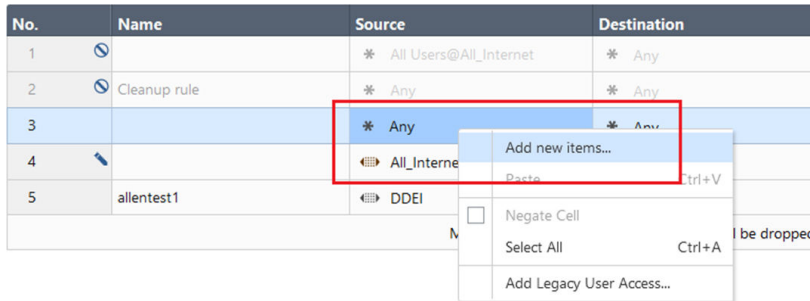 No. Name Source Destination
1 * All Users@All_Internet * Any
2 Cleanup rule * Any * Any
3 * Any * Any
Add new items...
4 All_Interne
Paste Ctrl+V
5 allentest1 DDEI
Negate Cell
M l be dropped
Select All Ctrl+A
Add Legacy User Access...